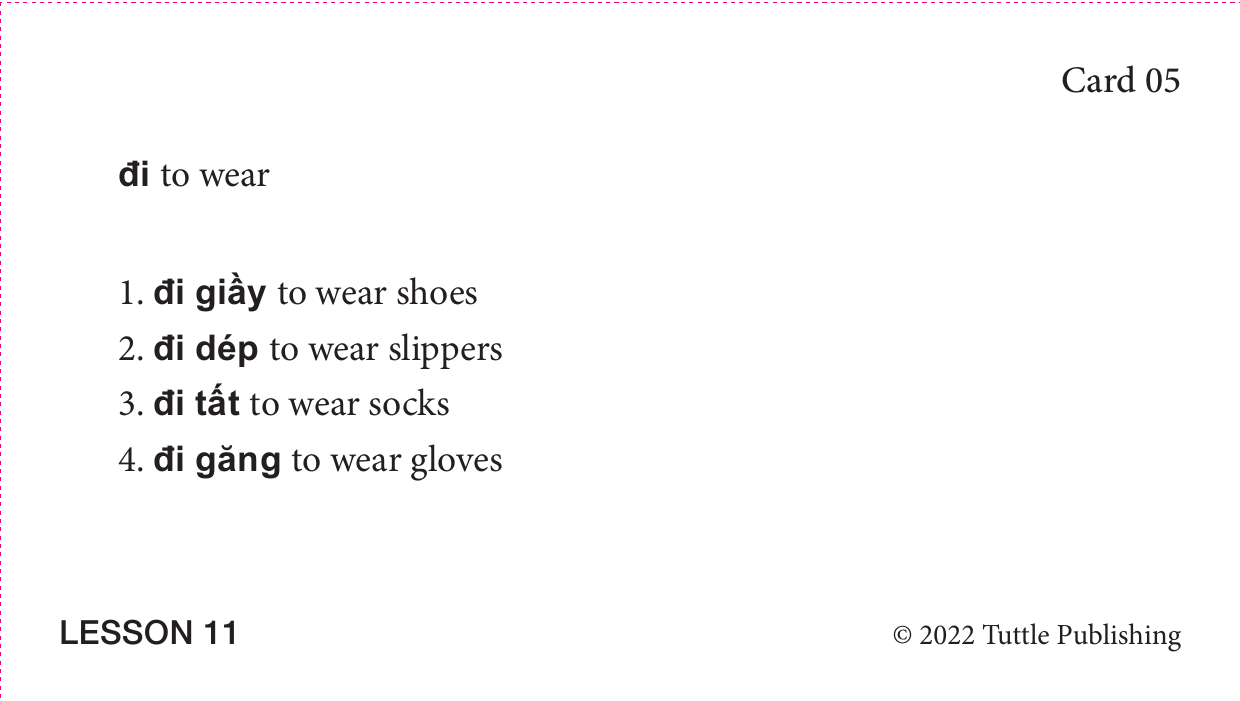 Card 05
đi to wear
1. đi giầy to wear shoes
2. đi dép to wear slippers
3. đi tất to wear socks
4. đi găng to wear gloves
LESSON 11
© 2022 Tuttle Publishing